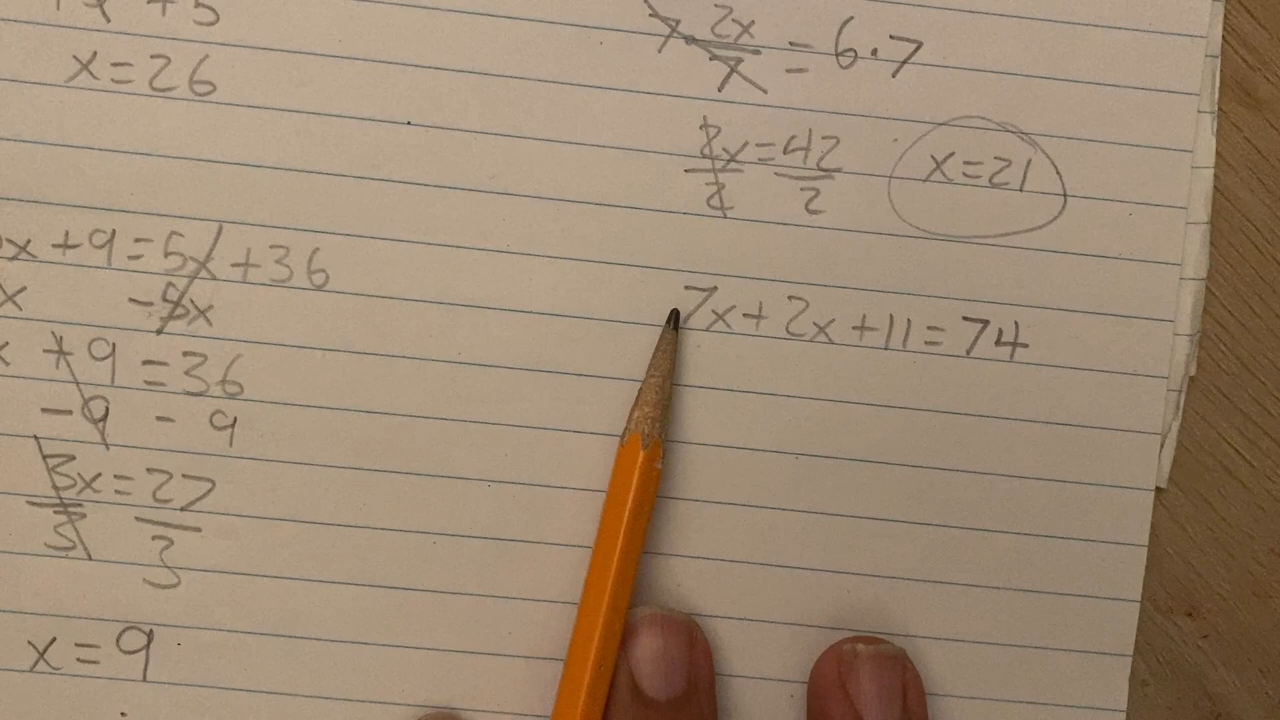 x + 5
x=26
x+9=5x+36
x -5x
x+9=36
-9 -9
3x=27
3 3
x=9
7·2x/7=6·7
2x=42
2 2
x=21
7x+2x+11=74